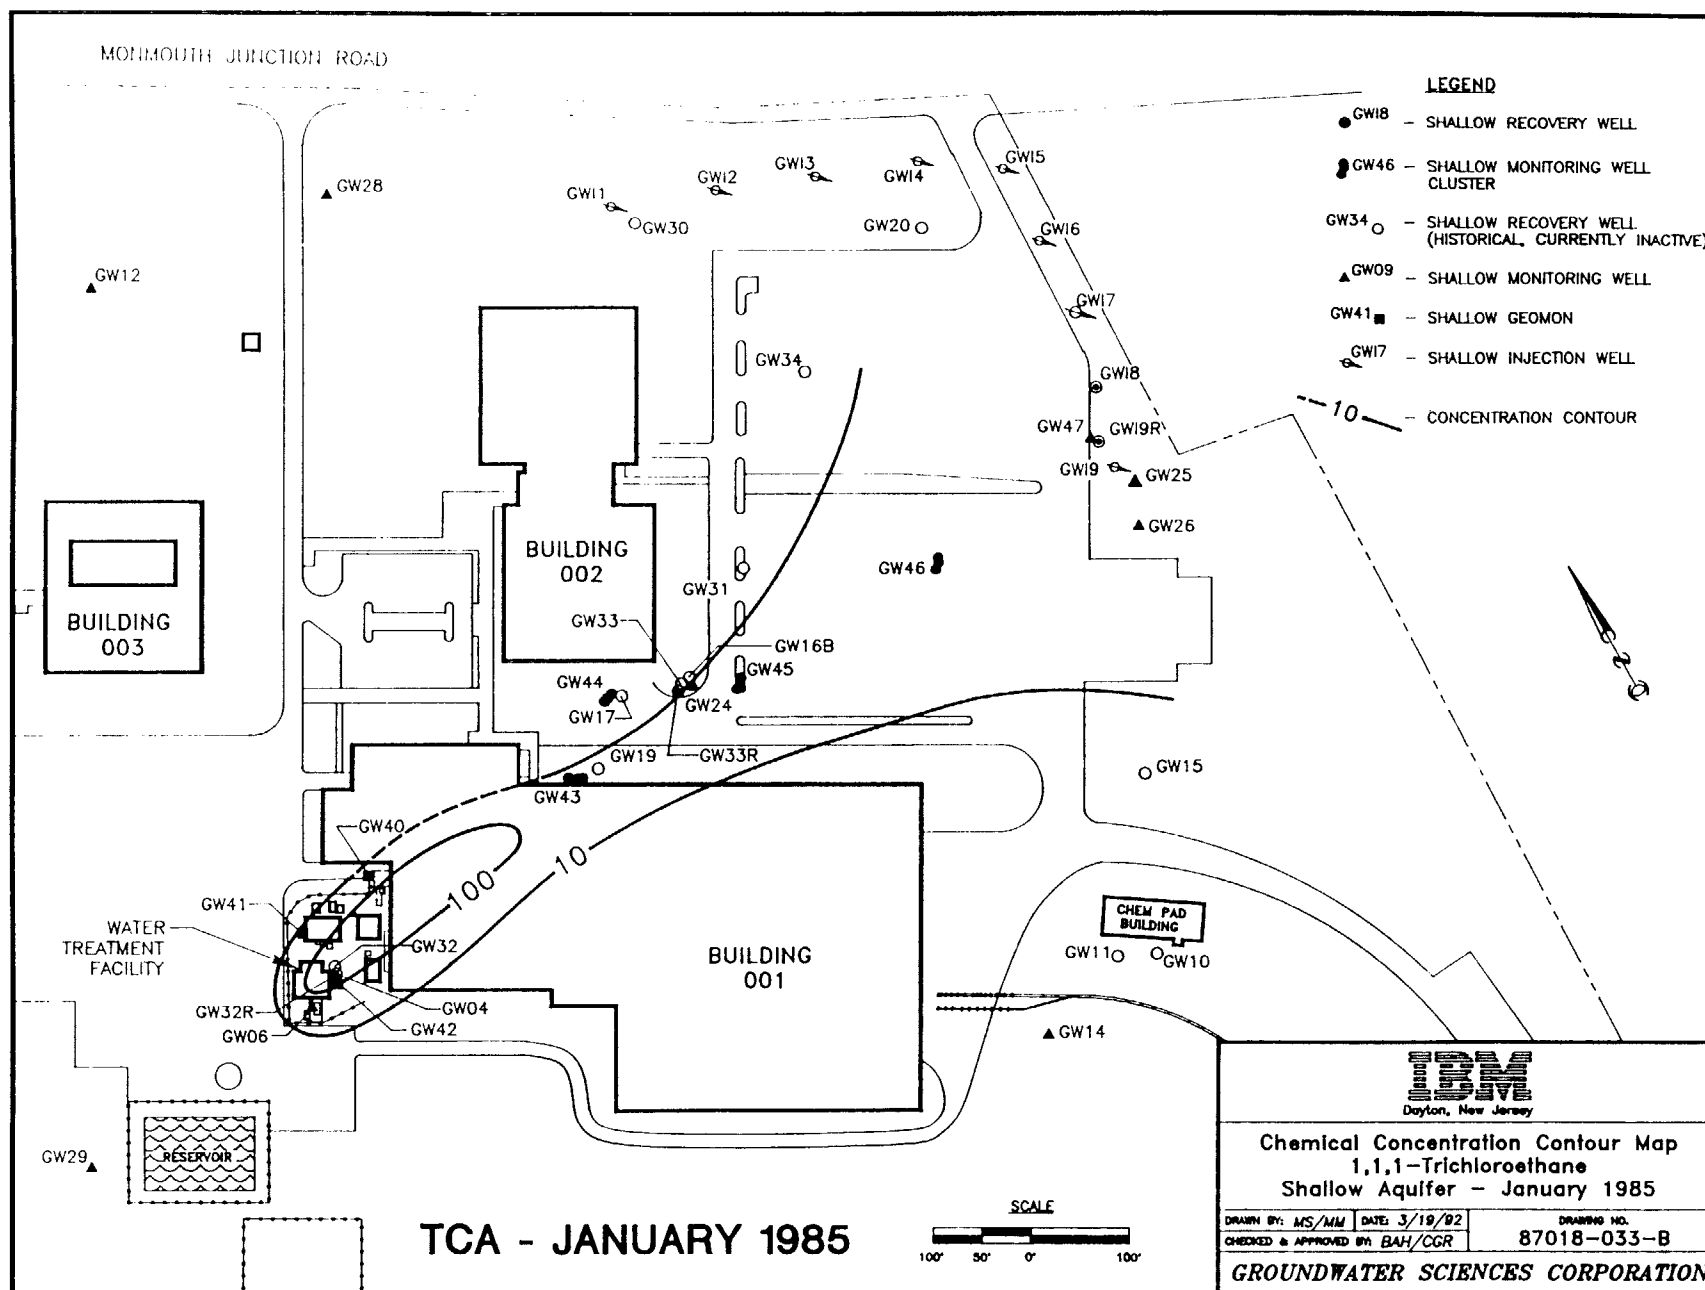 MONMOUTH JUNCTION ROAD
LEGEND
GW18 - SHALLOW RECOVERY WELL
GW46 - SHALLOW MONITORING WELL
CLUSTER
GW34 - SHALLOW RECOVERY WELL
(HISTORICAL, CURRENTLY INACTIVE)
GW09 - SHALLOW MONITORING WELL
GW41 - SHALLOW GEOMON
GWI7 - SHALLOW INJECTION WELL
10 - CONCENTRATION CONTOUR
GW28
GWI1
GW30
GWI2
GWI3
GWI4
GW20
GWI5
GWI6
GWI7
GW12
GW34
GWI8
GW47
GWI9R
GWI9
GW25
GW26
BUILDING
002
BUILDING
003
GW31
GW46
GW33
GW16B
GW45
GW44
GW17
GW24
GW33R
GW19
GW43
GW15
GW40
10
100
GW41
WATER
TREATMENT
FACILITY
GW32
GW32R
GW04
GW06
GW42
BUILDING
001
CHEM PAD
BUILDING
GW11
GW10
GW14
GW29
RESERVOIR
TCA - JANUARY 1985
SCALE
100' 50' 0' 100'
IBM
Dayton, New Jersey
Chemical Concentration Contour Map
1,1,1-Trichloroethane
Shallow Aquifer - January 1985
DRAWN BY: MS/MM DATE: 3/19/92
CHECKED & APPROVED BY: BAH/CGR
DRAWING NO.
87018-033-B
GROUNDWATER SCIENCES CORPORATION